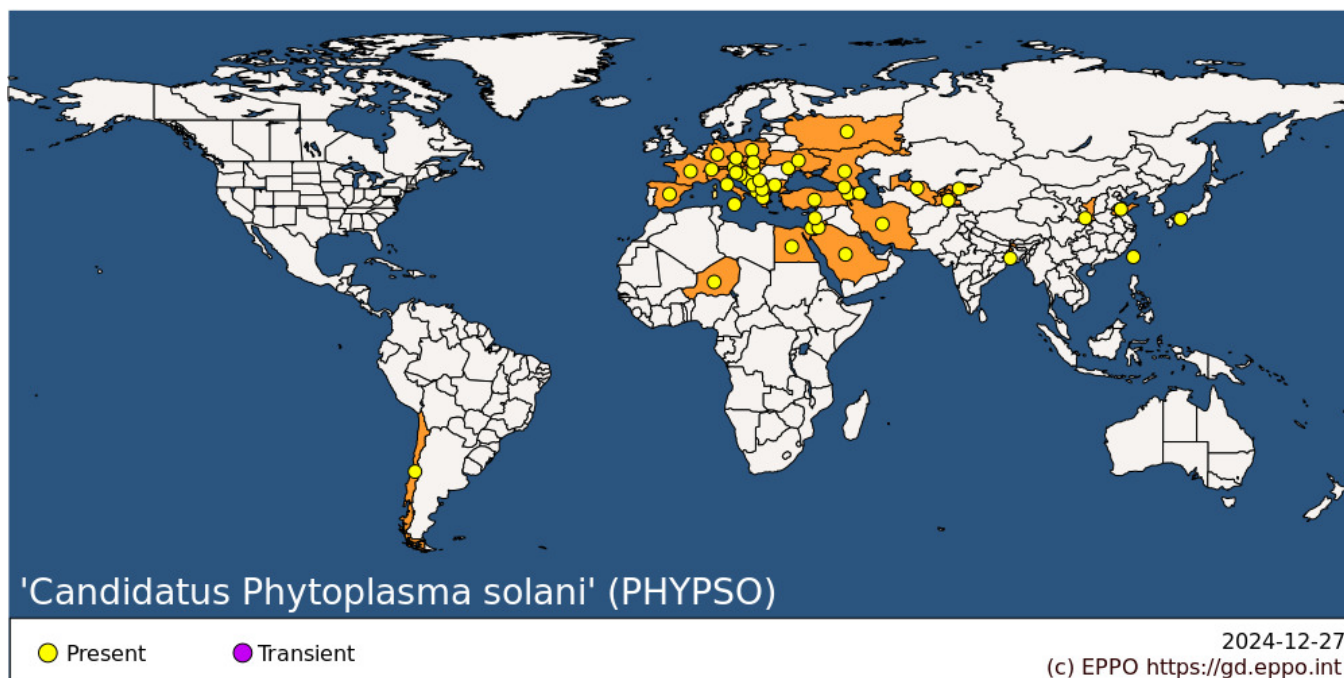 'Candidatus Phytoplasma solani' (PHYPSO)
Present
Transient
2024-12-27
(c) EPPO https://gd.eppo.int